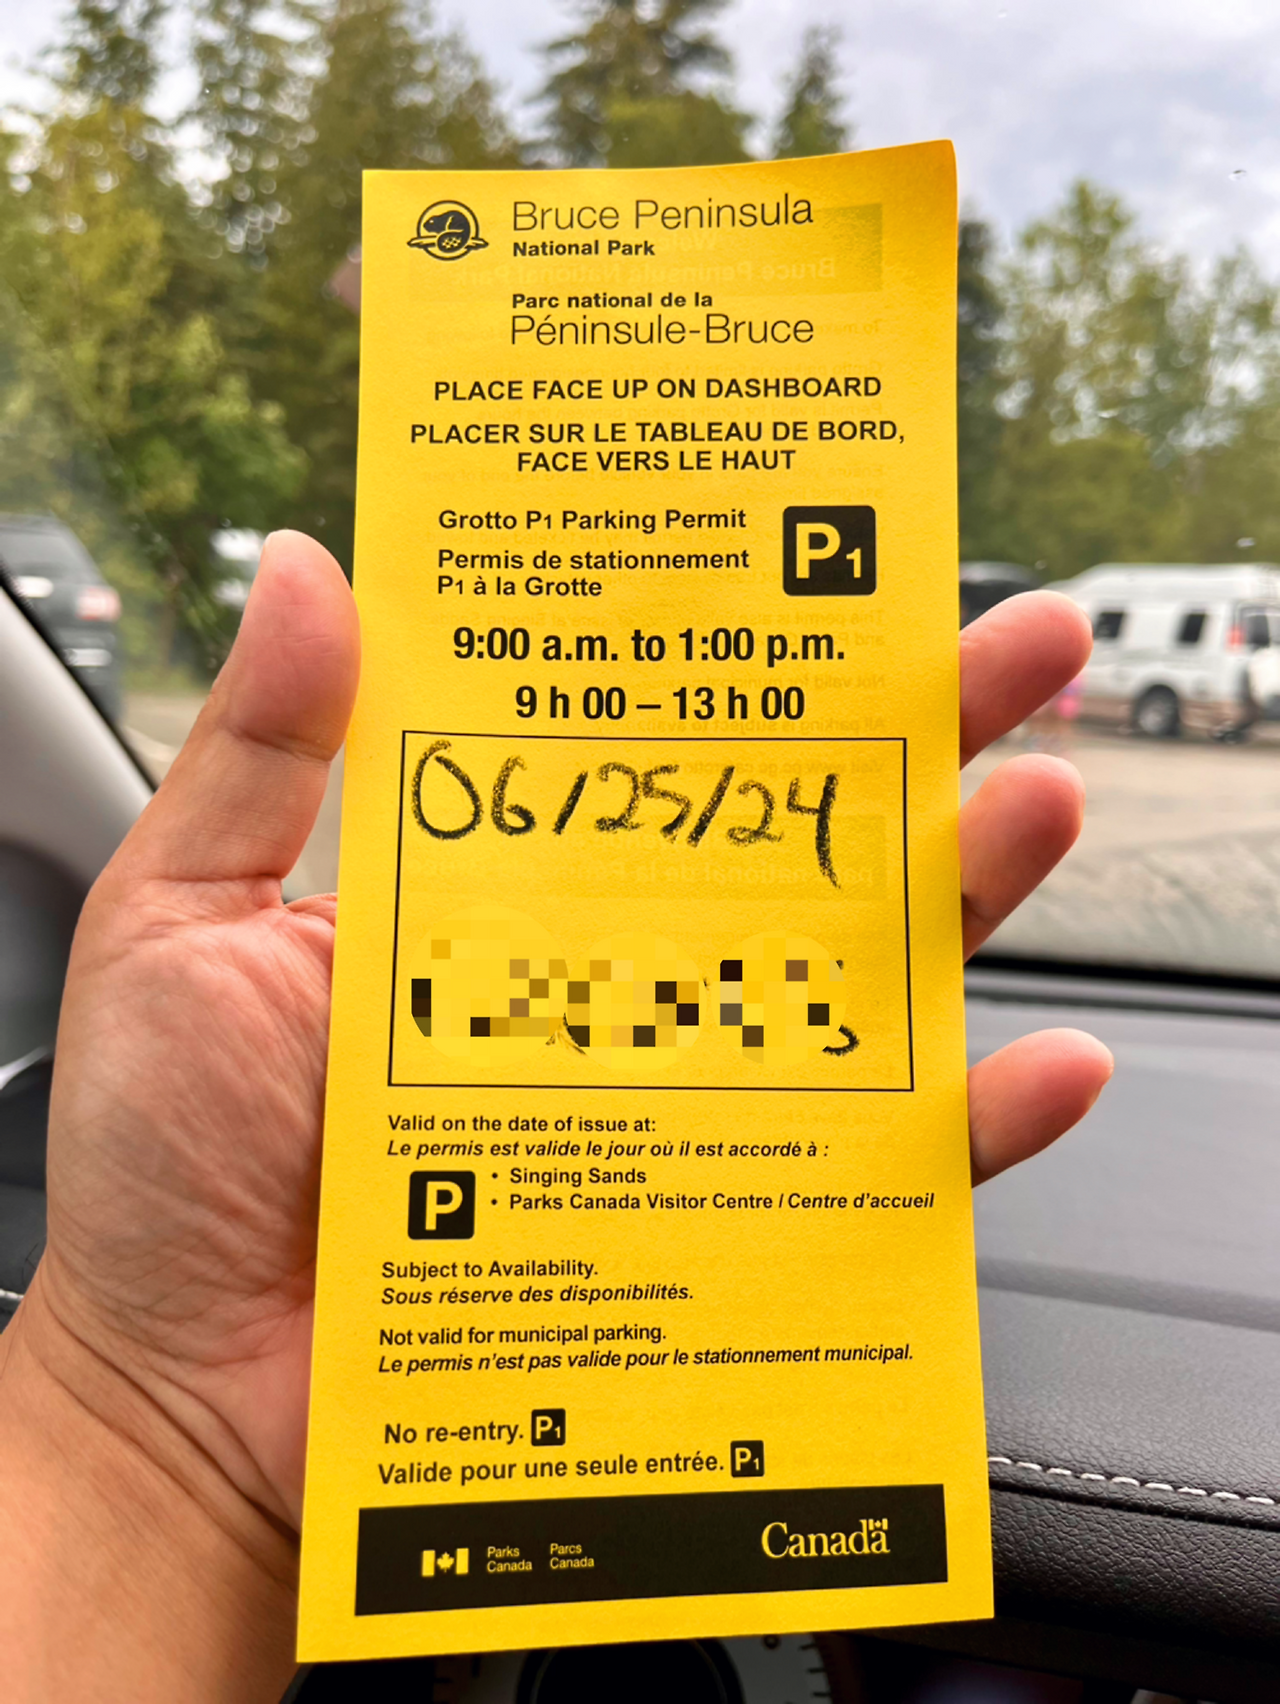 Bruce Peninsula
National Park
Parc national de la
Péninsule-Bruce
PLACE FACE UP ON DASHBOARD
PLACER SUR LE TABLEAU DE BORD,
FACE VERS LE HAUT
Grotto P1 Parking Permit
Permis de stationnement
P1 à la Grotte
P1
9:00 a.m. to 1:00 p.m.
9 h 00 – 13 h 00
06/25/24
Valid on the date of issue at:
Le permis est valide le jour où il est accordé à :
P
• Singing Sands
• Parks Canada Visitor Centre / Centre d'accueil
Subject to Availability.
Sous réserve des disponibilités.
Not valid for municipal parking.
Le permis n'est pas valide pour le stationnement municipal.
No re-entry. P1
Valide pour une seule entrée. P1
Parks Canada
Parcs Canada
Canada